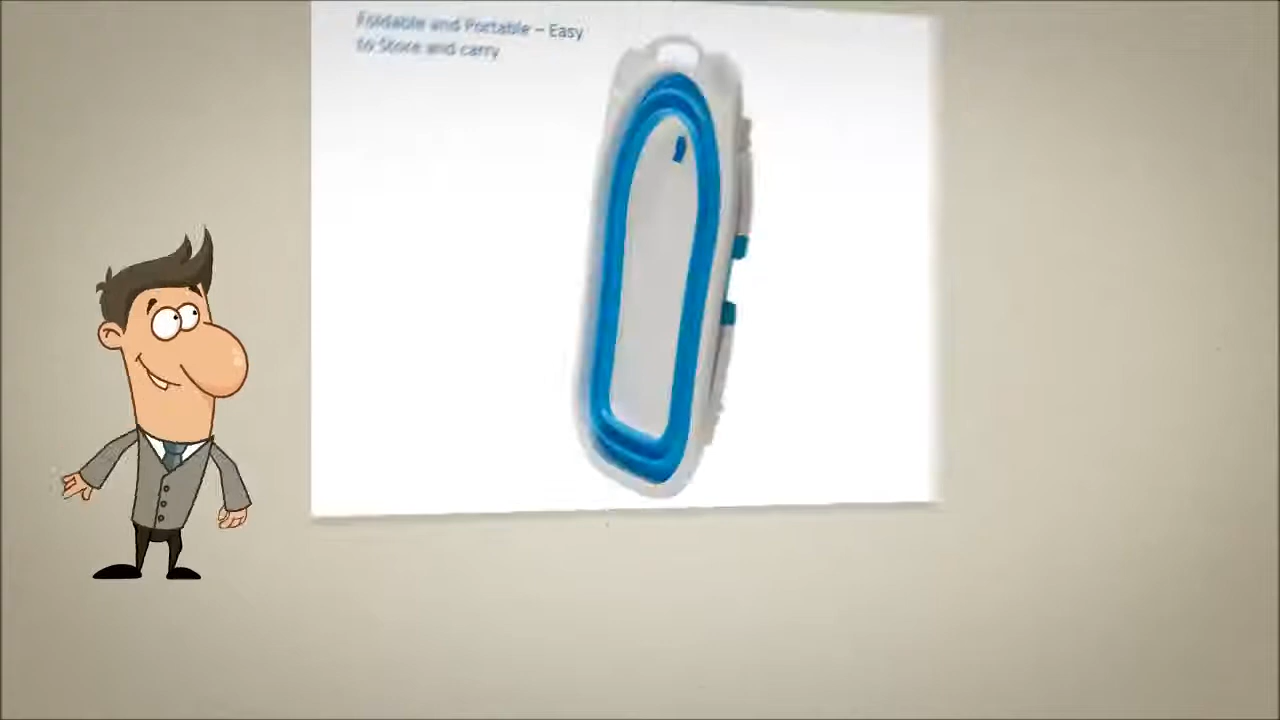 Foldable and Portable – Easy
to Store and carry